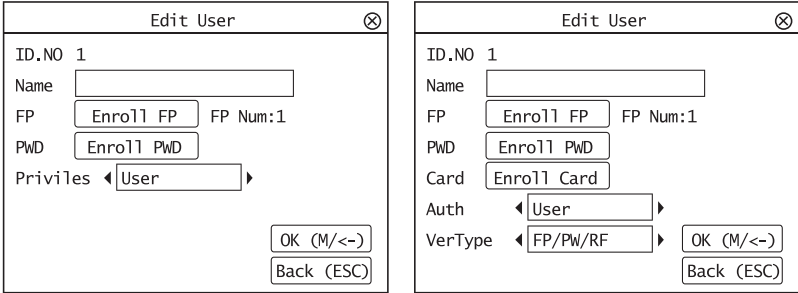 Edit User
ID.NO 1
Name
FP Enroll FP FP Num:1
PWD Enroll PWD
Priviles User
OK (M/<-)
Back (ESC)
Edit User
ID.NO 1
Name
FP Enroll FP FP Num:1
PWD Enroll PWD
Card Enroll Card
Auth User
VerType FP/PW/RF OK (M/<-)
Back (ESC)